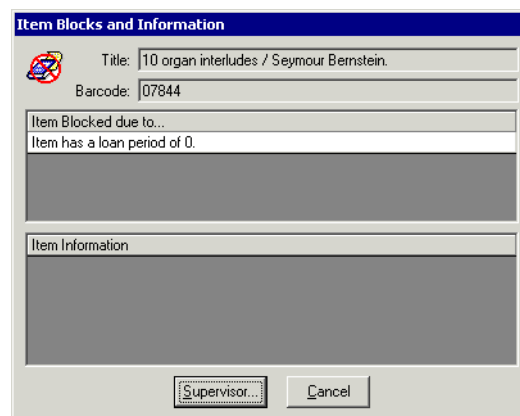 Item Blocks and Information
Title: 10 organ interludes / Seymour Bernstein.
Barcode: 07844
Item Blocked due to...
Item has a loan period of 0.
Item Information
Supervisor... Cancel